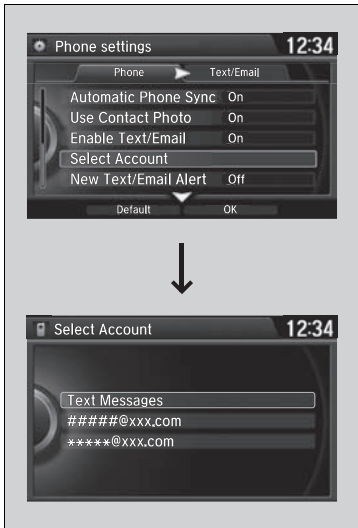 Phone settings 12:34
Phone Text/Email
Automatic Phone Sync On
Use Contact Photo On
Enable Text/Email On
Select Account
New Text/Email Alert Off
Default OK
Select Account 12:34
Text Messages
#####@xxx.com
*****@xxx.com